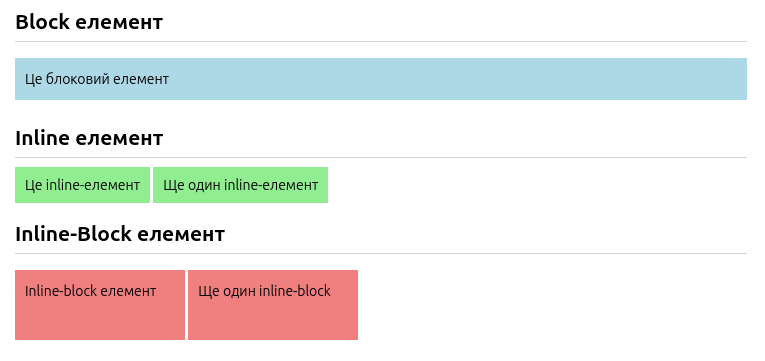 Block елемент
Це блоковий елемент
Inline елемент
Це inline-елемент Ще один inline-елемент
Inline-Block елемент
Inline-block елемент Ще один inline-block